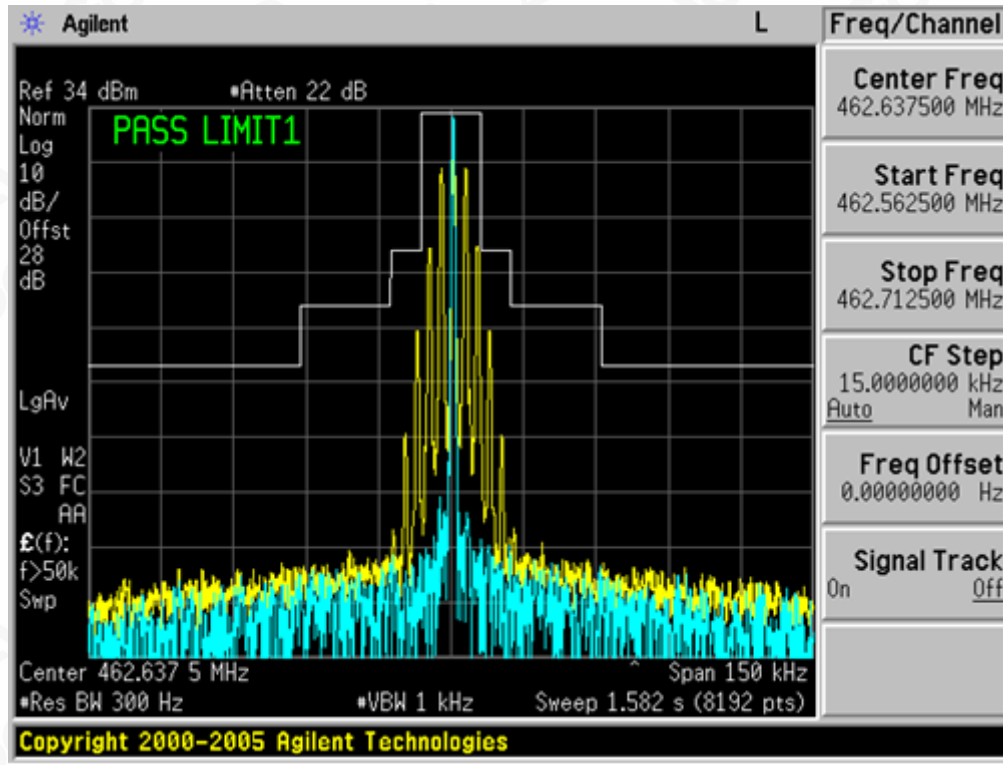 Agilent L
Ref 34 dBm
#Atten 22 dB
Norm
Log
10
dB/
Offst
28
dB
PASS LIMIT1
LgAv
V1 W2
S3 FC
AA
£(f):
f>50k
Swp
Center 462.637 5 MHz
^ Span 150 kHz
#Res BW 300 Hz
#VBW 1 kHz
Sweep 1.582 s (8192 pts)
Copyright 2000-2005 Agilent Technologies
Freq/Channel
Center Freq
462.637500 MHz
Start Freq
462.562500 MHz
Stop Freq
462.712500 MHz
CF Step
15.0000000 kHz
Auto Man
Freq Offset
0.00000000 Hz
Signal Track
On Off